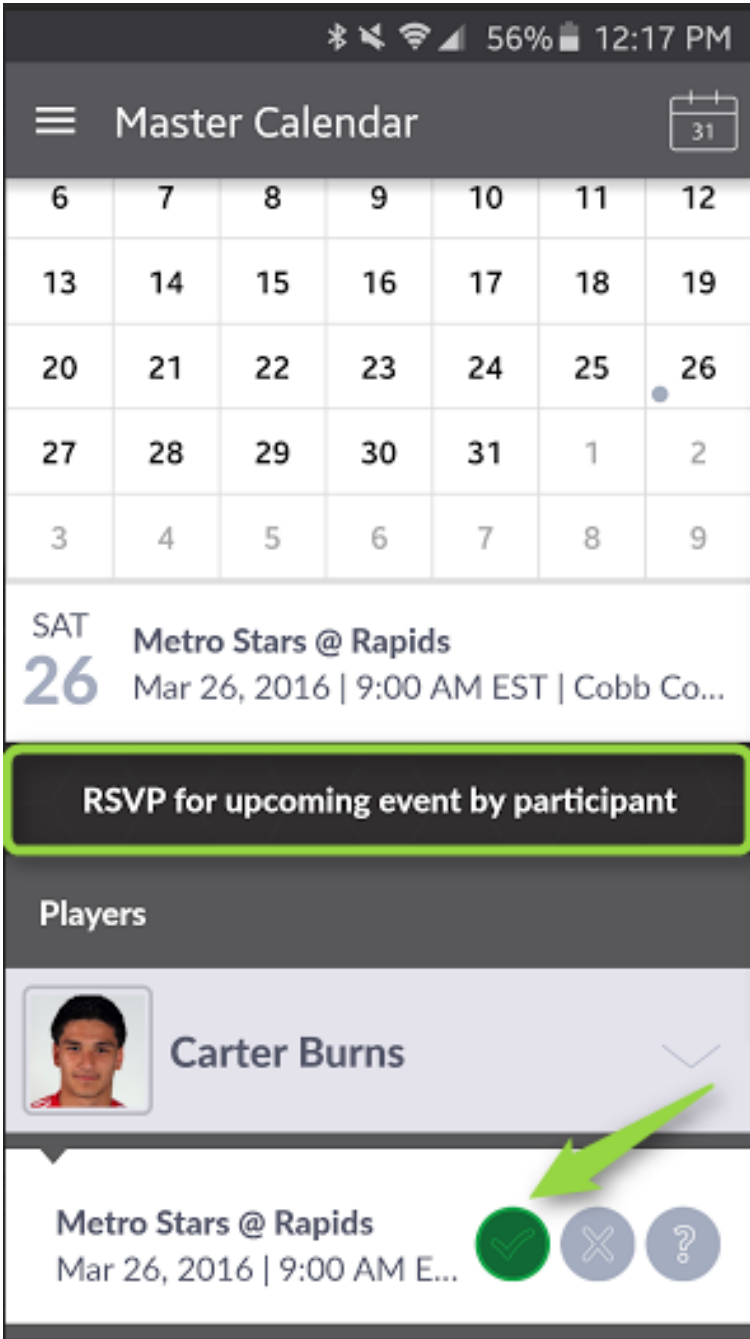 56% 12:17 PM
Master Calendar
31
6 7 8 9 10 11 12
13 14 15 16 17 18 19
20 21 22 23 24 25 26
27 28 29 30 31 1 2
3 4 5 6 7 8 9
SAT
26
Metro Stars @ Rapids
Mar 26, 2016 | 9:00 AM EST | Cobb Co...
RSVP for upcoming event by participant
Players
Carter Burns
Metro Stars @ Rapids
Mar 26, 2016 | 9:00 AM E...
?